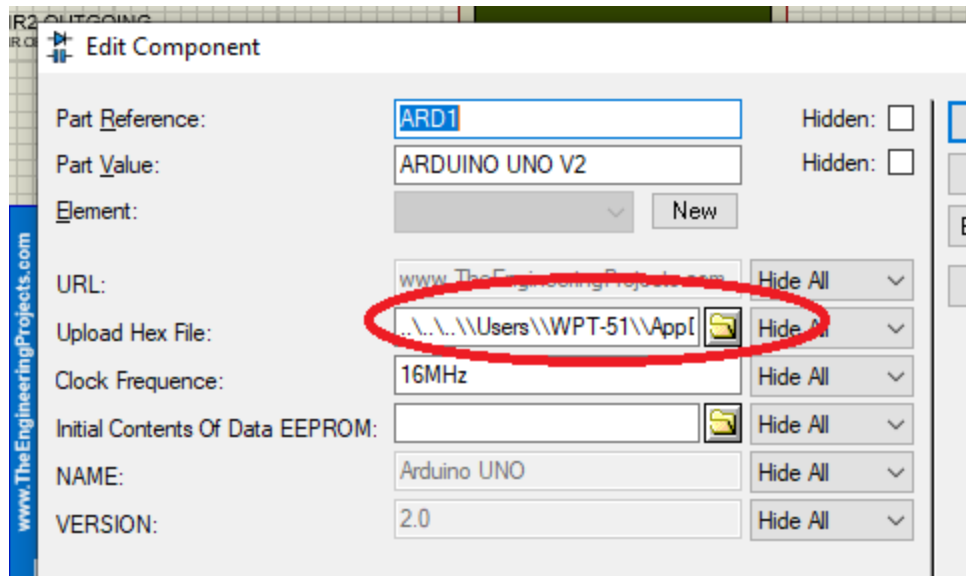 IR2 OUTGOING
Edit Component
Part Reference:
ARD1
Hidden:
Part Value:
ARDUINO UNO V2
Hidden:
Element:
New
URL:
www.TheEngineeringProjects.com
Hide All
Upload Hex File:
..\..\..\\Users\\WPT-51\\App
Hide All
Clock Frequence:
16MHz
Hide All
Initial Contents Of Data EEPROM:
Hide All
NAME:
Arduino UNO
Hide All
VERSION:
2.0
Hide All
www.TheEngineeringProjects.com